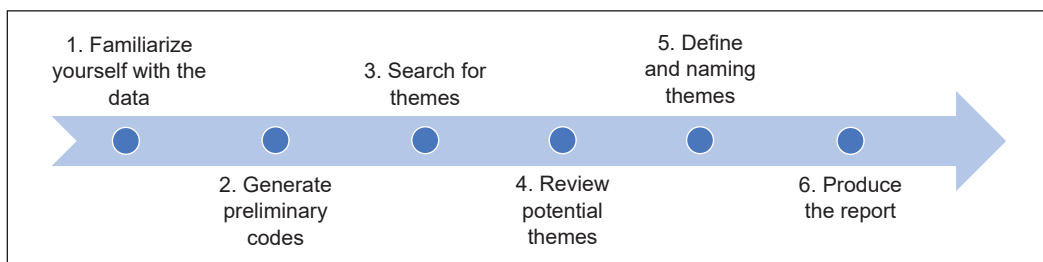 1. Familiarize
yourself with the
data
2. Generate
preliminary
codes
3. Search for
themes
4. Review
potential
themes
5. Define
and naming
themes
6. Produce
the report